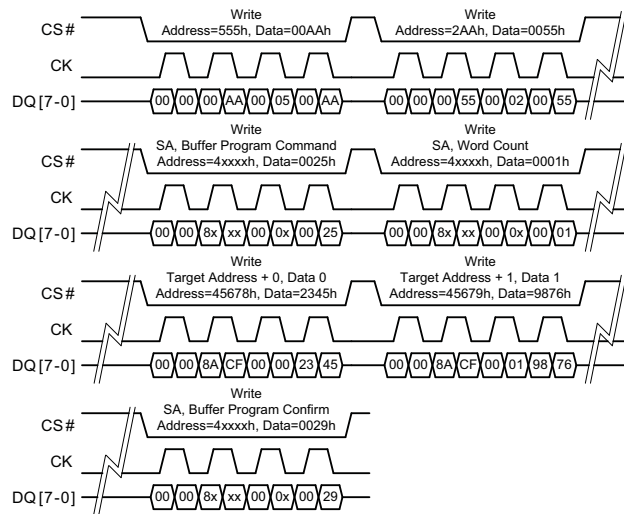 Write Write
CS# Address=555h, Data=00AAh Address=2AAh, Data=0055h
CK
DQ[7-0] 00 00 00 AA 00 05 00 AA 00 00 00 55 00 02 00 55
Write Write
SA, Buffer Program Command SA, Word Count
CS# Address=4xxxxh, Data=0025h Address=4xxxxh, Data=0001h
CK
DQ[7-0] 00 00 8x xx 00 0x 00 25 00 00 8x xx 00 0x 00 01
Write Write
Target Address + 0, Data 0 Target Address + 1, Data 1
CS# Address=45678h, Data=2345h Address=45679h, Data=9876h
CK
DQ[7-0] 00 00 8A CF 00 00 23 45 00 00 8A CF 00 01 98 76
Write
SA, Buffer Program Confirm
CS# Address=4xxxxh, Data=0029h
CK
DQ[7-0] 00 00 8x xx 00 0x 00 29